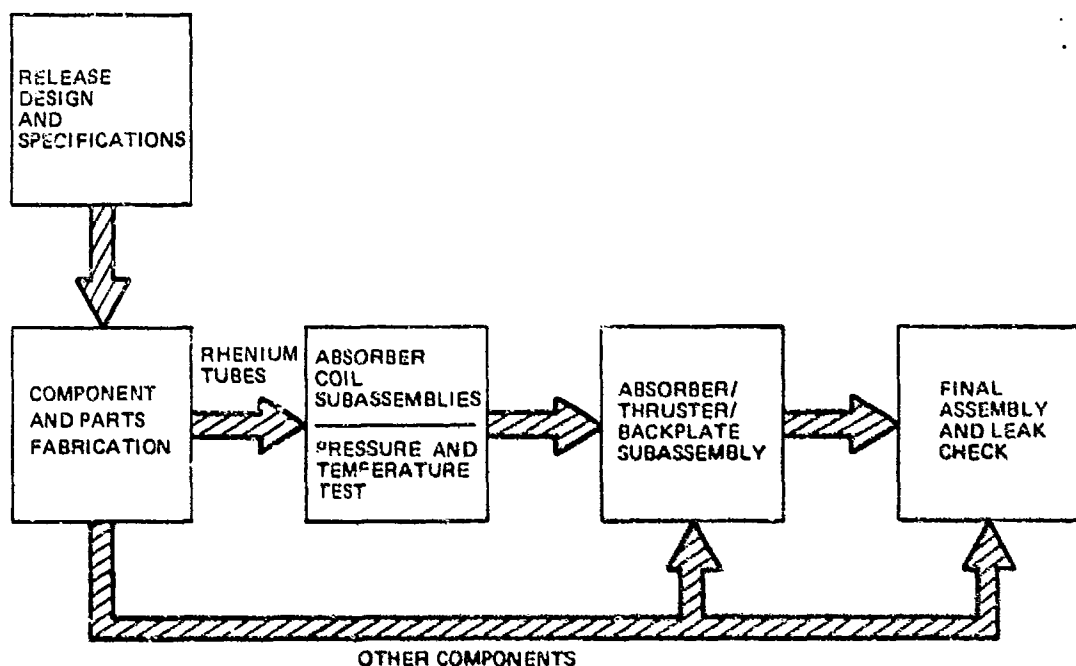 RELEASE
DESIGN
AND
SPECIFICATIONS
COMPONENT
AND PARTS
FABRICATION
RHENIUM
TUBES
ABSORBER
COIL
SUBASSEMBLIES
PRESSURE AND
TEMPERATURE
TEST
ABSORBER/
THRUSTER/
BACKPLATE
SUBASSEMBLY
FINAL
ASSEMBLY
AND LEAK
CHECK
OTHER COMPONENTS